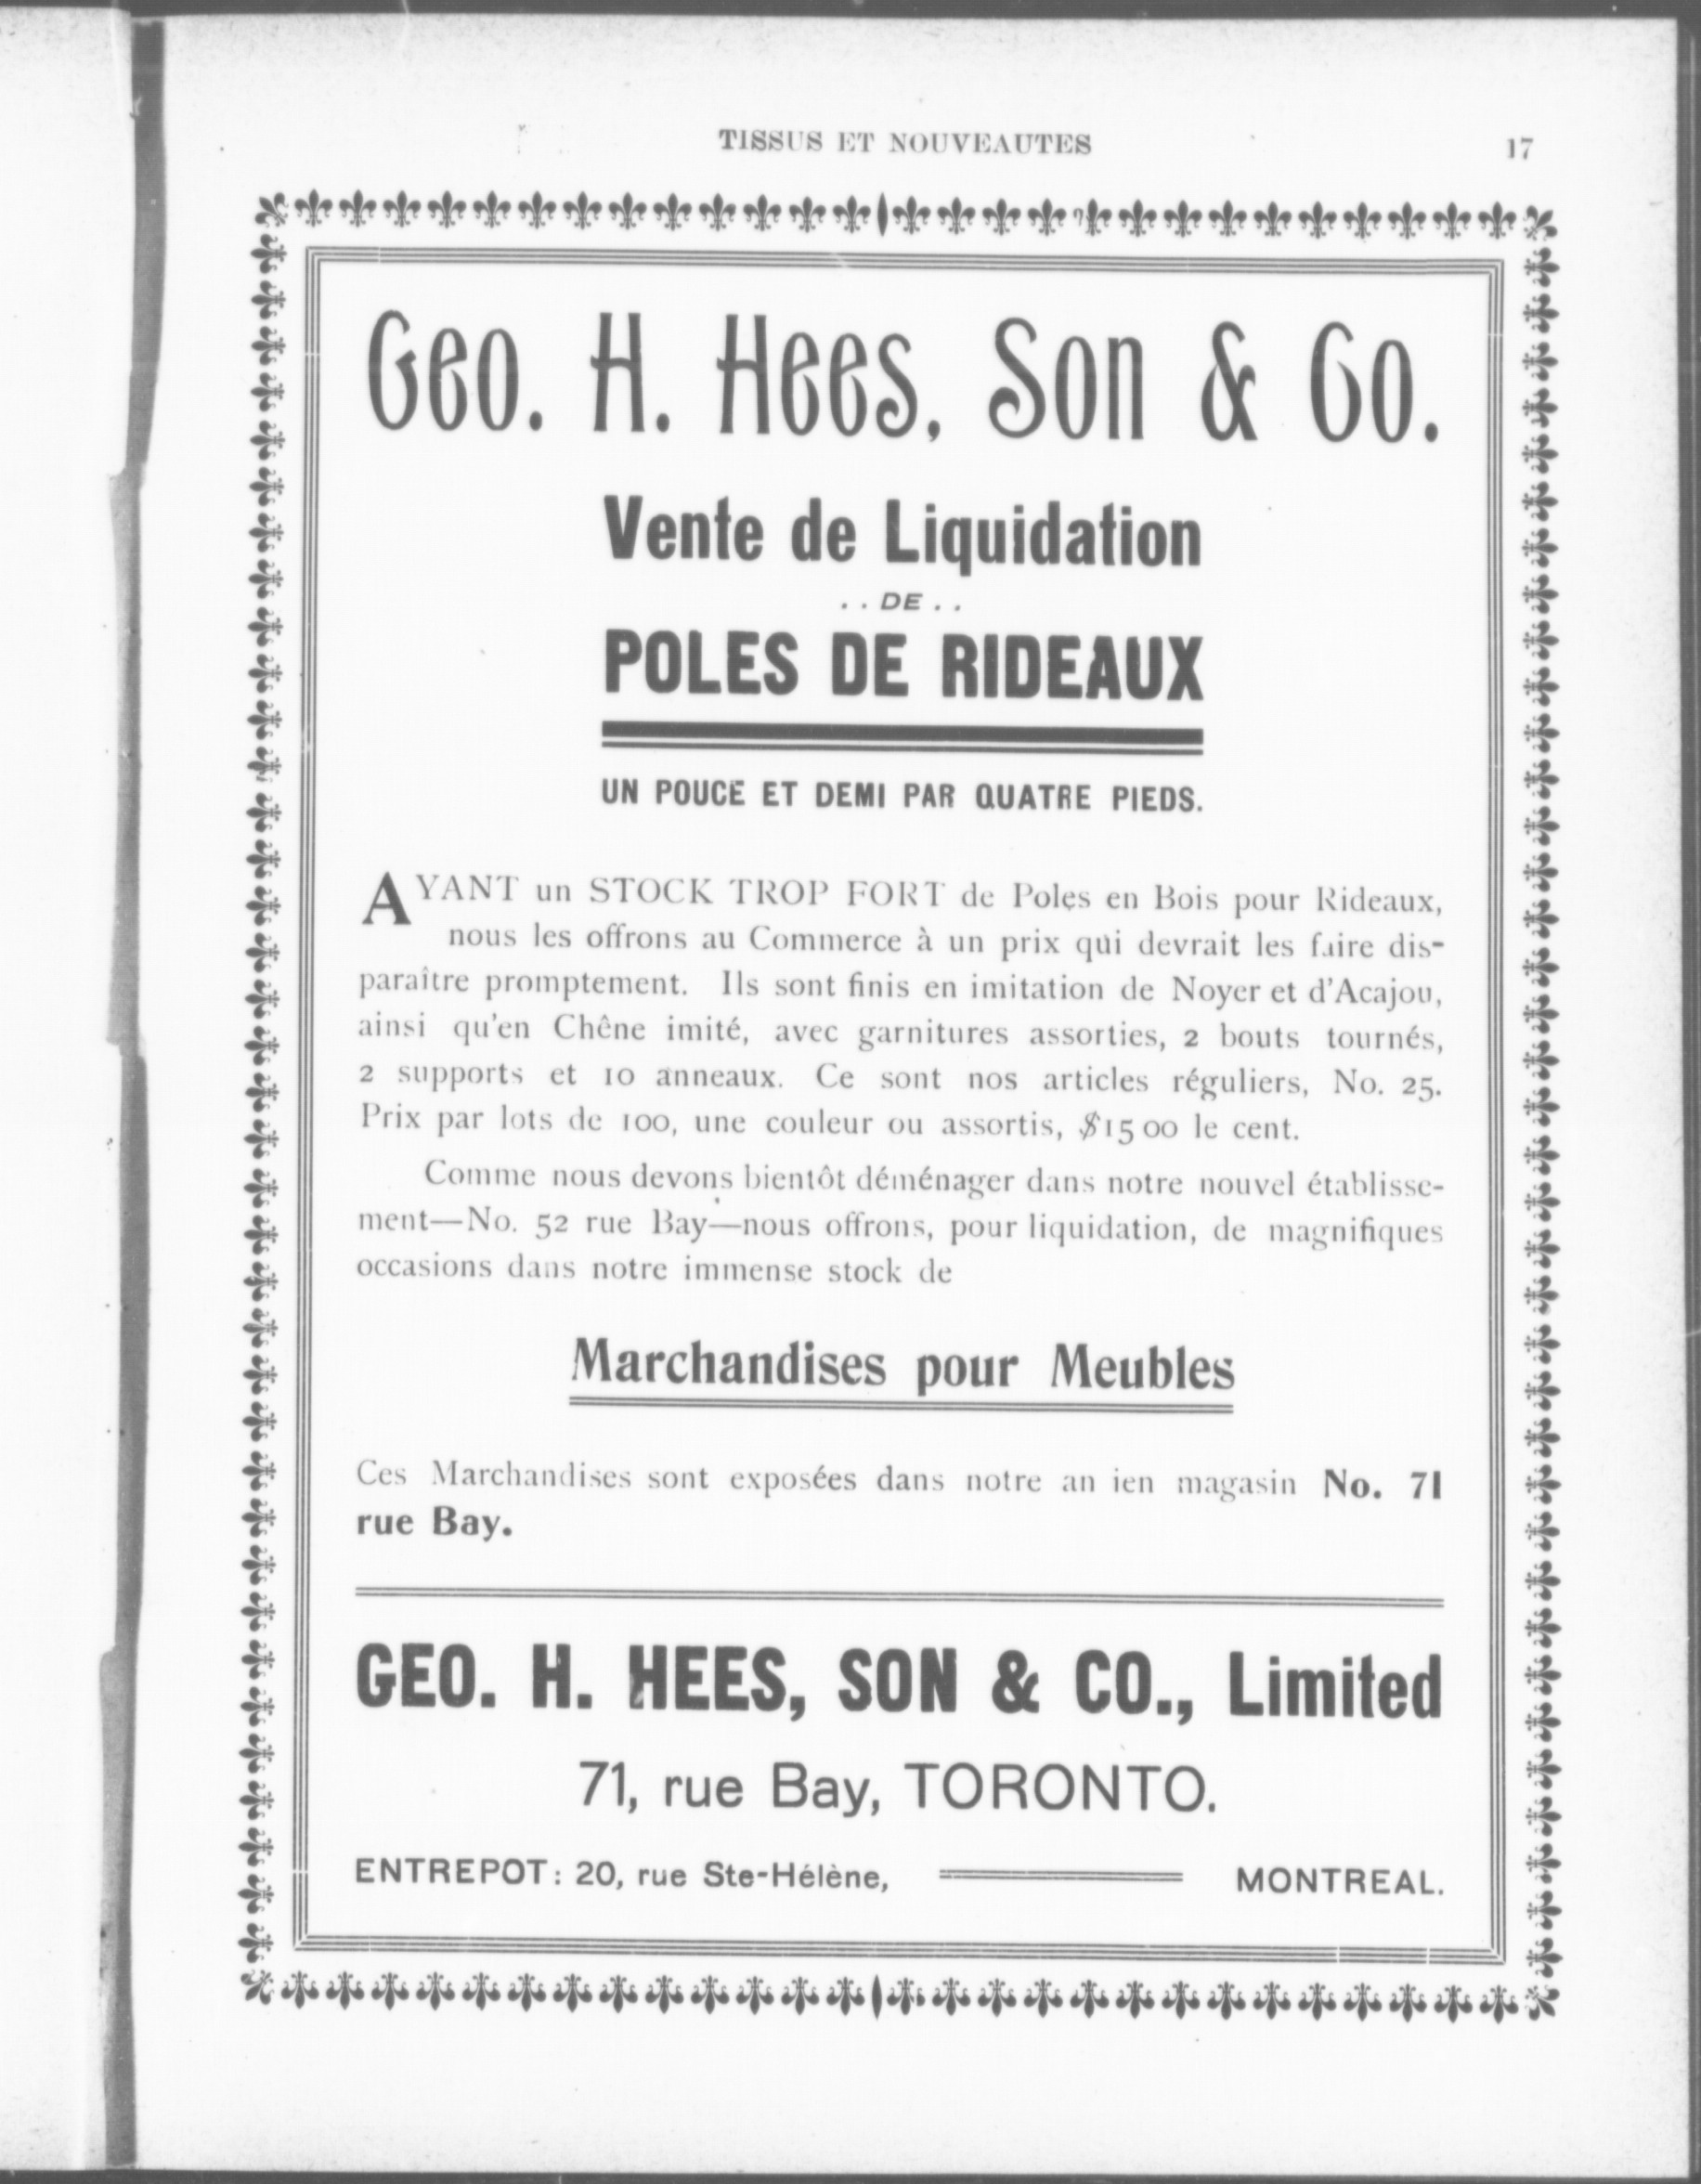 TISSUS ET NOUVEAUTES 17
Geo. H. Hees, Son & Co.
Vente de Liquidation
. . DE . .
POLES DE RIDEAUX
UN POUCE ET DEMI PAR QUATRE PIEDS.
AYANT un STOCK TROP FORT de Poles en Bois pour Rideaux,
nous les offrons au Commerce à un prix qui devrait les faire dis-
paraître promptement. Ils sont finis en imitation de Noyer et d'Acajou,
ainsi qu'en Chêne imité, avec garnitures assorties, 2 bouts tournés,
2 supports et 10 anneaux. Ce sont nos articles réguliers, No. 25.
Prix par lots de 100, une couleur ou assortis, $15 00 le cent.
Comme nous devons bientôt déménager dans notre nouvel établisse-
ment—No. 52 rue Bay—nous offrons, pour liquidation, de magnifiques
occasions dans notre immense stock de
Marchandises pour Meubles
Ces Marchandises sont exposées dans notre an ien magasin No. 71
rue Bay.
GEO. H. HEES, SON & CO., Limited
71, rue Bay, TORONTO.
ENTREPOT: 20, rue Ste-Hélène, MONTREAL.